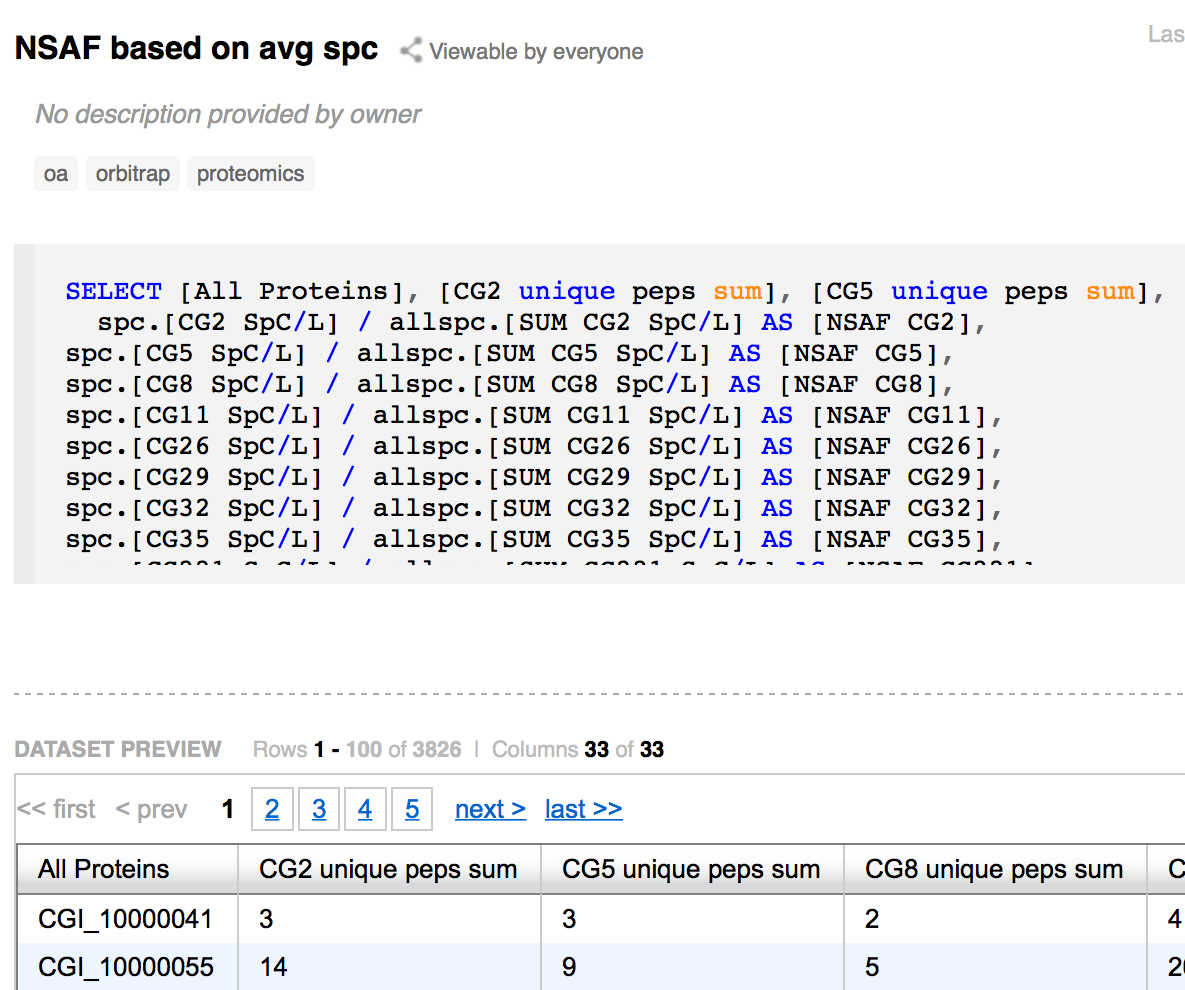 NSAF based on avg spc Viewable by everyone Las
No description provided by owner
oa orbitrap proteomics
SELECT [All Proteins], [CG2 unique peps sum], [CG5 unique peps sum],
spc.[CG2 SpC/L] / allspc.[SUM CG2 SpC/L] AS [NSAF CG2],
spc.[CG5 SpC/L] / allspc.[SUM CG5 SpC/L] AS [NSAF CG5],
spc.[CG8 SpC/L] / allspc.[SUM CG8 SpC/L] AS [NSAF CG8],
spc.[CG11 SpC/L] / allspc.[SUM CG11 SpC/L] AS [NSAF CG11],
spc.[CG26 SpC/L] / allspc.[SUM CG26 SpC/L] AS [NSAF CG26],
spc.[CG29 SpC/L] / allspc.[SUM CG29 SpC/L] AS [NSAF CG29],
spc.[CG32 SpC/L] / allspc.[SUM CG32 SpC/L] AS [NSAF CG32],
spc.[CG35 SpC/L] / allspc.[SUM CG35 SpC/L] AS [NSAF CG35],
DATASET PREVIEW Rows 1 - 100 of 3826 | Columns 33 of 33
<< first < prev 1 2 3 4 5 next > last >>
All Proteins CG2 unique peps sum CG5 unique peps sum CG8 unique peps sum C
CGI_10000041 3 3 2 4
CGI_10000055 14 9 5 2